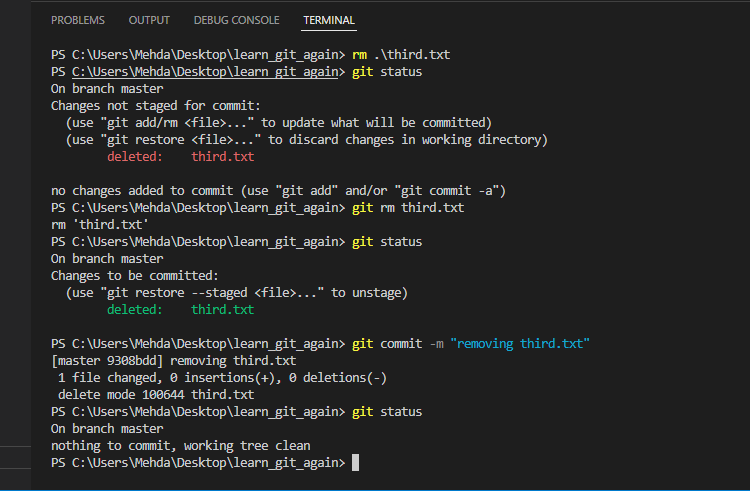 PROBLEMS OUTPUT DEBUG CONSOLE TERMINAL
PS C:\Users\Mehda\Desktop\learn_git_again> rm .\third.txt
PS C:\Users\Mehda\Desktop\learn_git_again> git status
On branch master
Changes not staged for commit:
  (use "git add/rm <file>..." to update what will be committed)
  (use "git restore <file>..." to discard changes in working directory)
        deleted:    third.txt

no changes added to commit (use "git add" and/or "git commit -a")
PS C:\Users\Mehda\Desktop\learn_git_again> git rm third.txt
rm 'third.txt'
PS C:\Users\Mehda\Desktop\learn_git_again> git status
On branch master
Changes to be committed:
  (use "git restore --staged <file>..." to unstage)
        deleted:    third.txt

PS C:\Users\Mehda\Desktop\learn_git_again> git commit -m "removing third.txt"
[master 9308bdd] removing third.txt
 1 file changed, 0 insertions(+), 0 deletions(-)
 delete mode 100644 third.txt
PS C:\Users\Mehda\Desktop\learn_git_again> git status
On branch master
nothing to commit, working tree clean
PS C:\Users\Mehda\Desktop\learn_git_again>